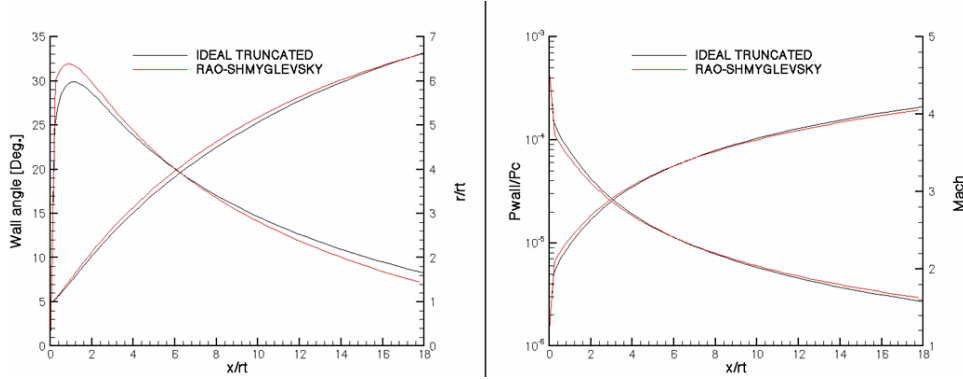 35
30
25
20
15
10
5
0
Wall angle [Deg.]
IDEAL TRUNCATED
RAO-SHMYGLEVSKY
7
6
5
4
3
2
1
0
r/rt
0 2 4 6 8 10 12 14 16 18
x/rt
10-3
10-4
10-5
10-6
Pwall/Pc
IDEAL TRUNCATED
RAO-SHMYGLEVSKY
5
4
3
2
1
Mach
0 2 4 6 8 10 12 14 16 18
x/rt